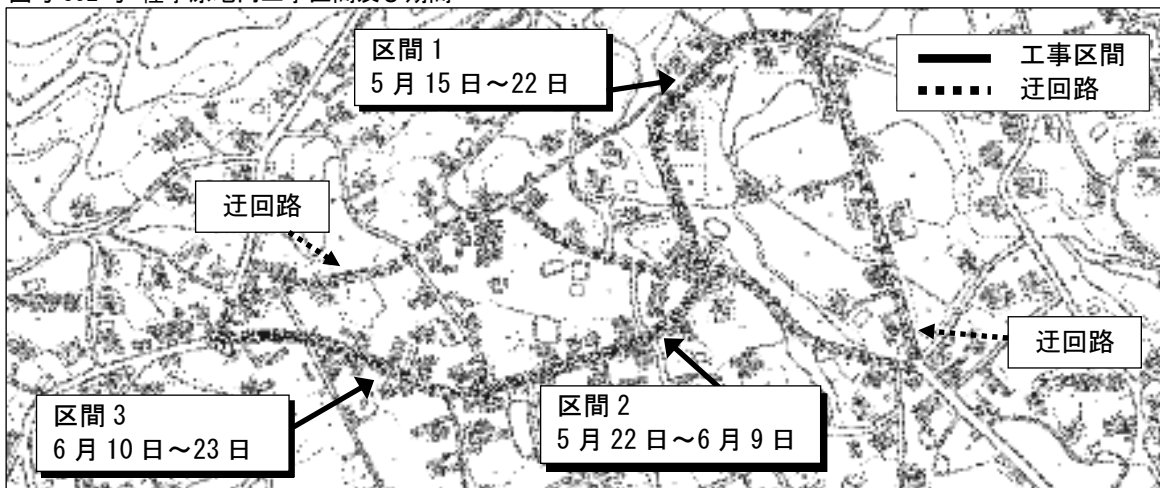 区間 1
5 月 15 日～22 日
工事区間
迂回路
迂回路
迂回路
区間 3
6 月 10 日～23 日
区間 2
5 月 22 日～6 月 9 日